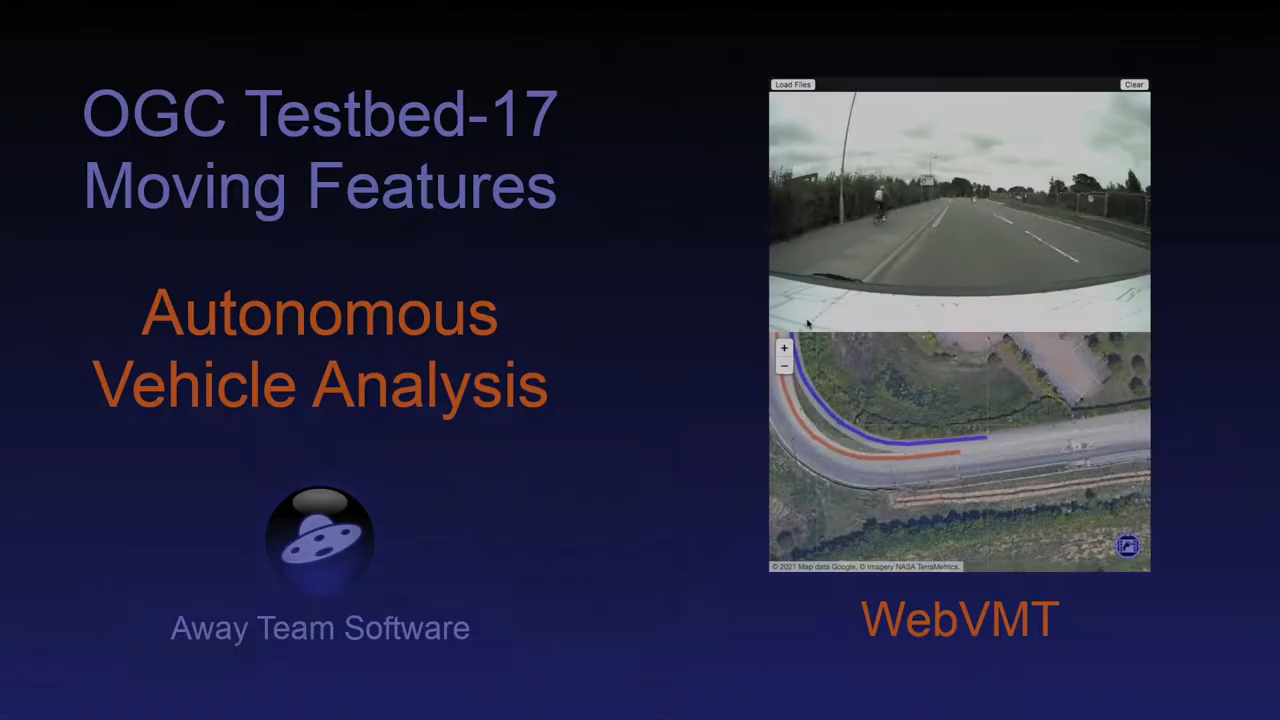 OGC Testbed-17
Moving Features
Autonomous
Vehicle Analysis
Away Team Software
Load Files
Clear
+
−
© 2021 Map data Google, © Imagery NASA TerraMetrics.
WebVMT